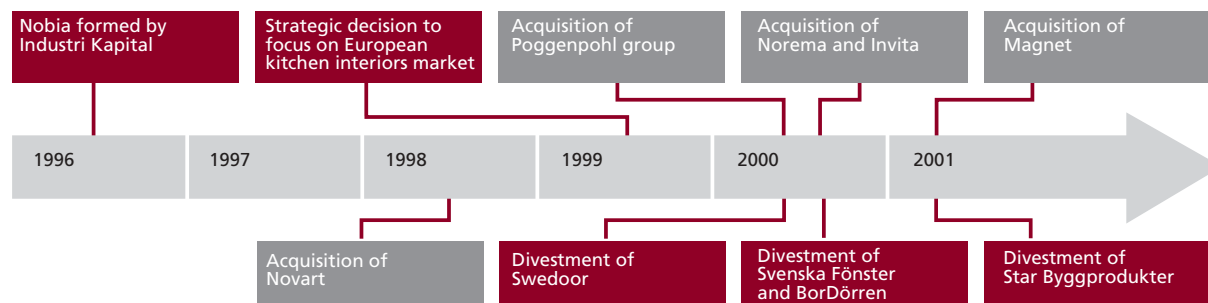 Nobia formed by
Industri Kapital
Strategic decision to
focus on European
kitchen interiors market
Acquisition of
Poggenpohl group
Acquisition of
Norema and Invita
Acquisition of
Magnet
1996
1997
1998
1999
2000
2001
Acquisition of
Novart
Divestment of
Swedoor
Divestment of
Svenska Fönster
and BorDörren
Divestment of
Star Byggprodukter